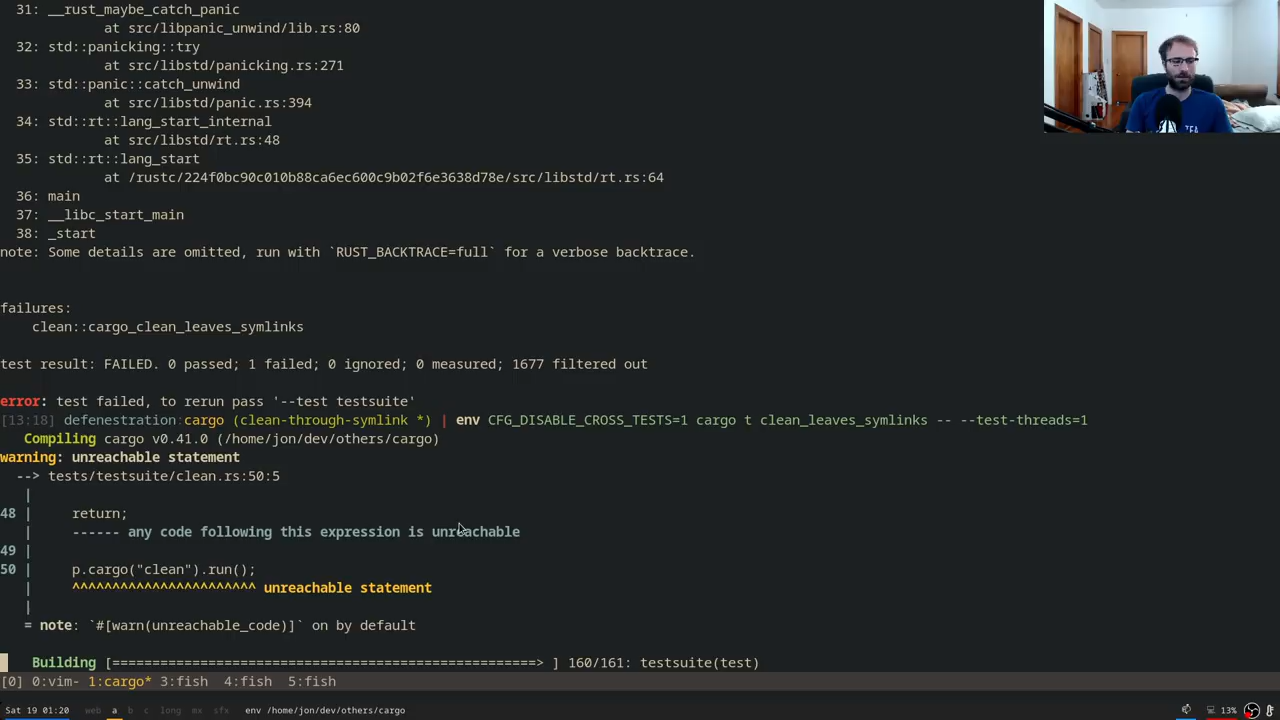 31: __rust_maybe_catch_panic
at src/libpanic_unwind/lib.rs:80
32: std::panicking::try
at src/libstd/panicking.rs:271
33: std::panic::catch_unwind
at src/libstd/panic.rs:394
34: std::rt::lang_start_internal
at src/libstd/rt.rs:48
35: std::rt::lang_start
at /rustc/224f0bc90c010b88ca6ec600c9b02f6e3638d78e/src/libstd/rt.rs:64
36: main
37: __libc_start_main
38: _start
note: Some details are omitted, run with `RUST_BACKTRACE=full` for a verbose backtrace.
failures:
clean::cargo_clean_leaves_symlinks
test result: FAILED. 0 passed; 1 failed; 0 ignored; 0 measured; 1677 filtered out
error: test failed, to rerun pass '--test testsuite'
[13:18] defenestration:cargo (clean-through-symlink *) | env CFG_DISABLE_CROSS_TESTS=1 cargo t clean_leaves_symlinks -- --test-threads=1
Compiling cargo v0.41.0 (/home/jon/dev/others/cargo)
warning: unreachable statement
--> tests/testsuite/clean.rs:50:5
|
48 | return;
| ------ any code following this expression is unreachable
49 |
50 | p.cargo("clean").run();
| ^^^^^^^^^^^^^^^^^^^^^^^ unreachable statement
|
= note: `#[warn(unreachable_code)]` on by default
Building [=====================================================> ] 160/161: testsuite(test)
[0] 0:vim- 1:cargo* 3:fish 4:fish 5:fish
Sat 19 01:20 web a b c long mx sfx env /home/jon/dev/others/cargo 13%